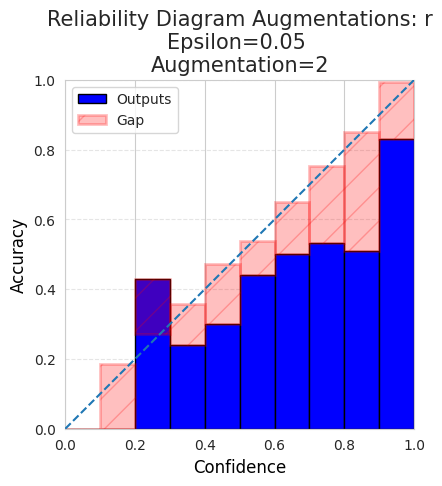 Reliability Diagram Augmentations: r
Epsilon=0.05
Augmentation=2
1.0
Outputs
Gap
0.8
0.6
0.4
0.2
0.0
Accuracy
0.0 0.2 0.4 0.6 0.8 1.0
Confidence